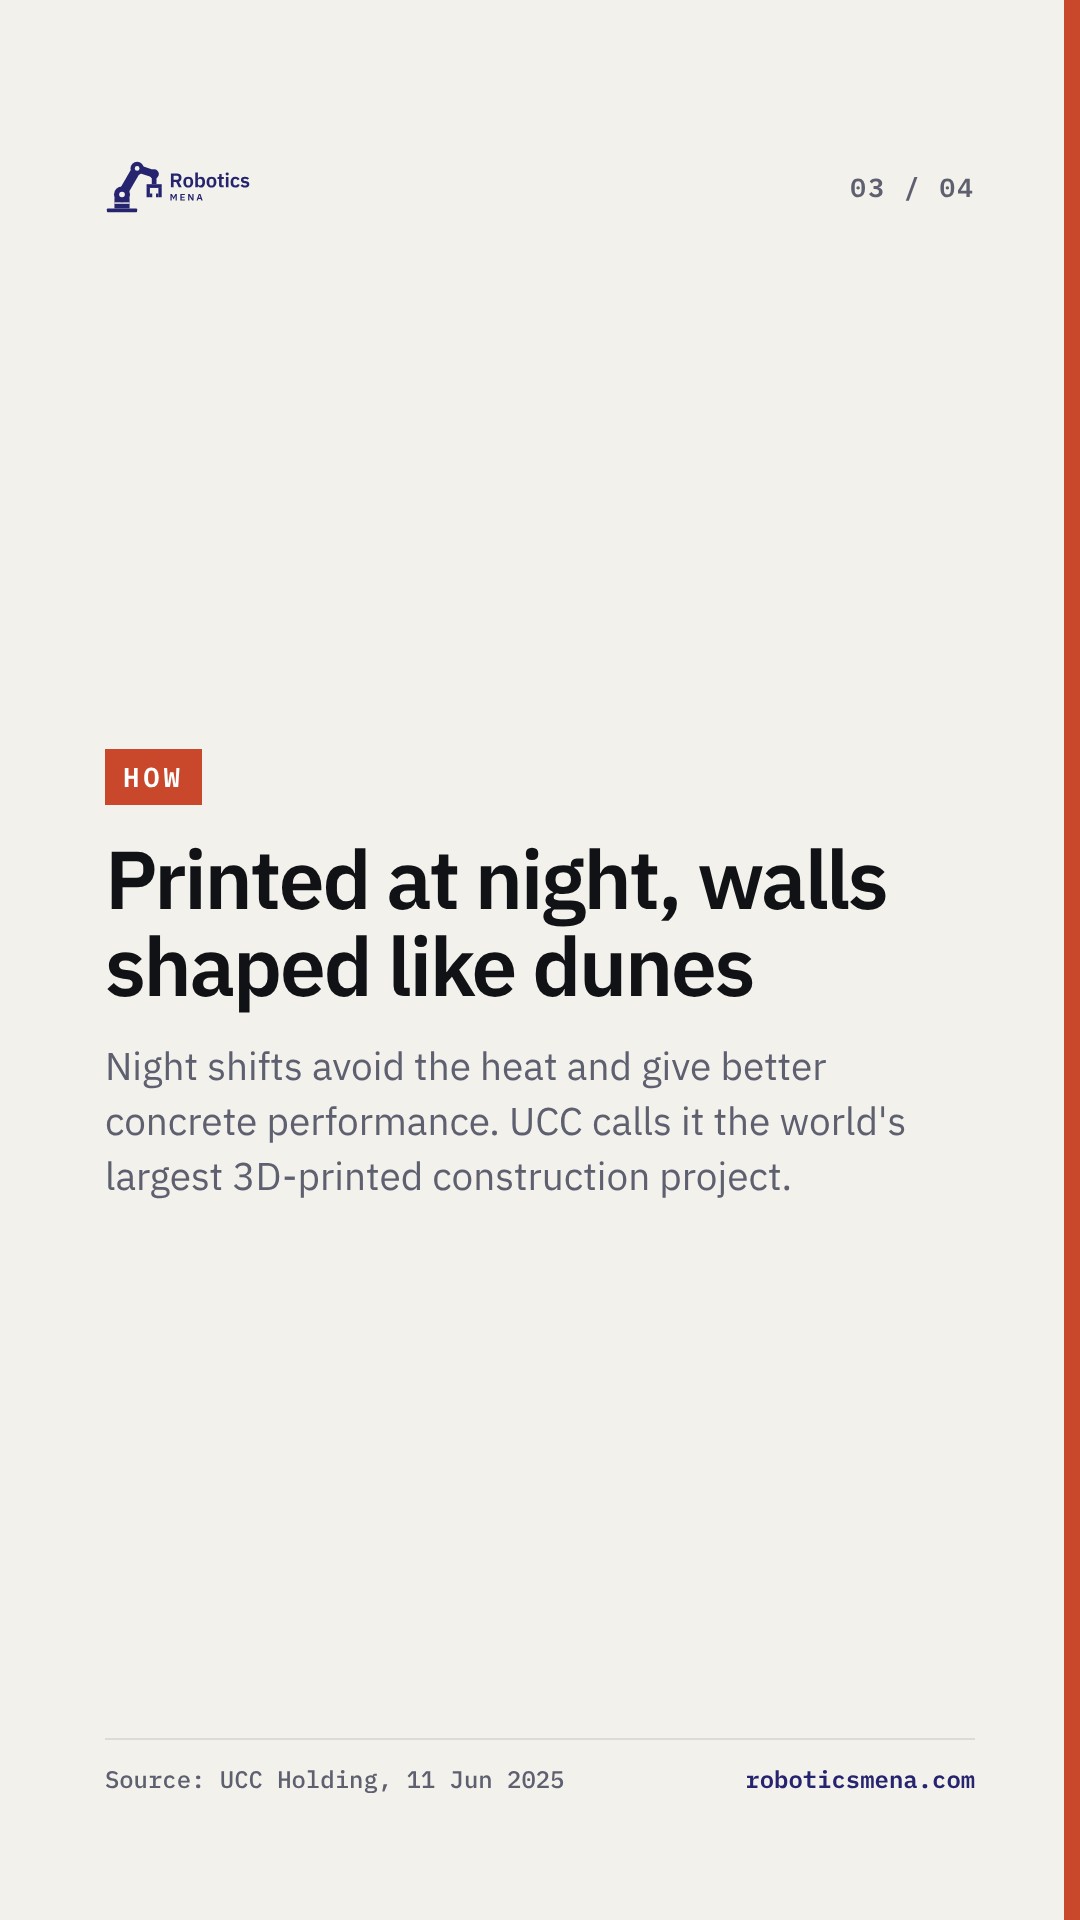 Robotics
MENA
03 / 04
HOW
Printed at night, walls
shaped like dunes
Night shifts avoid the heat and give better
concrete performance. UCC calls it the world's
largest 3D-printed construction project.
Source: UCC Holding, 11 Jun 2025
roboticsmena.com